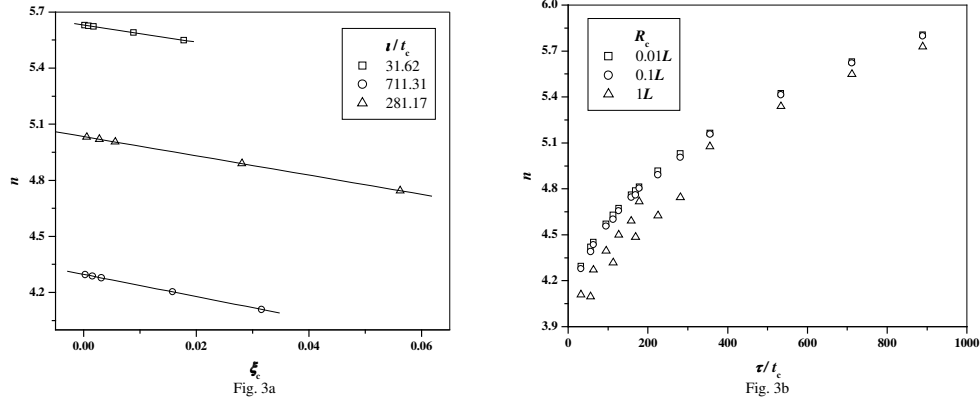 5.7
5.4
5.1
4.8
4.5
4.2
n
0.00 0.02 0.04 0.06
ξc
ι/tc
31.62
711.31
281.17
Fig. 3a
6.0
5.7
5.4
5.1
4.8
4.5
4.2
3.9
n
0 200 400 600 800 1000
τ/tc
Rc
0.01L
0.1L
1L
Fig. 3b